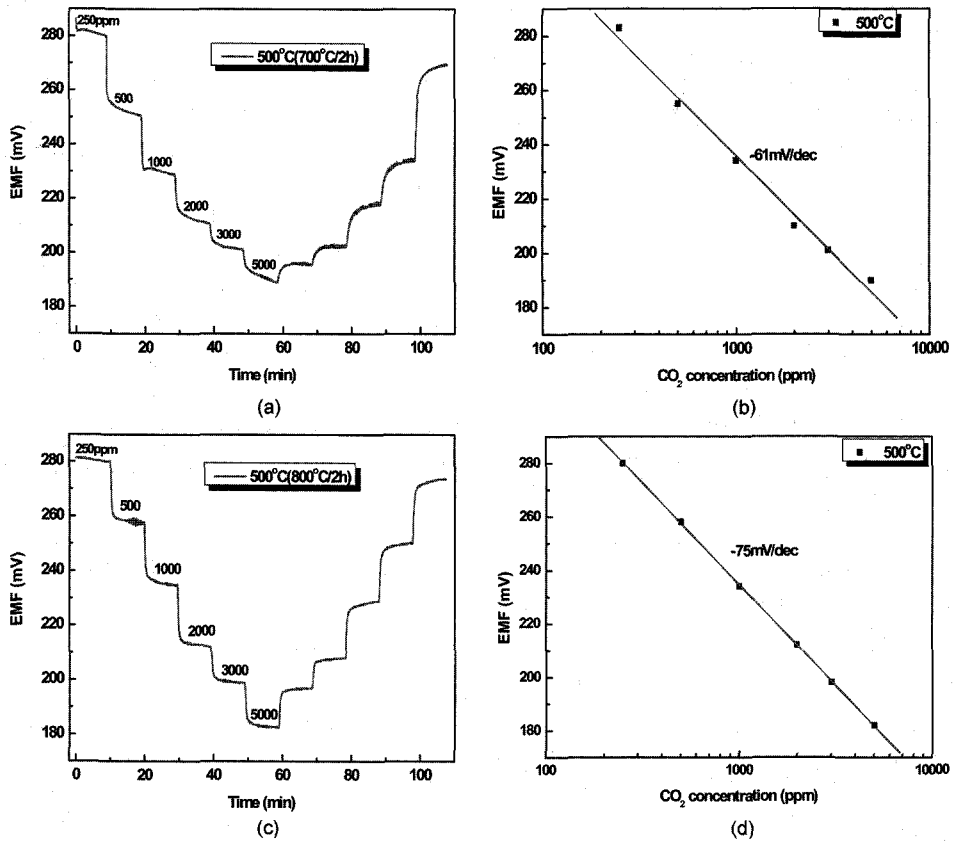 250ppm
500°C(700°C/2h)
500
1000
2000
3000
5000
EMF (mV)
280
260
240
220
200
180
0
20
40
60
80
100
Time (min)
(a)
500°C
-61mV/dec
EMF (mV)
280
260
240
220
200
180
100
1000
10000
CO₂ concentration (ppm)
(b)
250ppm
500°C(800°C/2h)
500
1000
2000
3000
5000
EMF (mV)
280
260
240
220
200
180
0
20
40
60
80
100
Time (min)
(c)
500°C
-75mV/dec
EMF (mV)
280
260
240
220
200
180
100
1000
10000
CO₂ concentration (ppm)
(d)